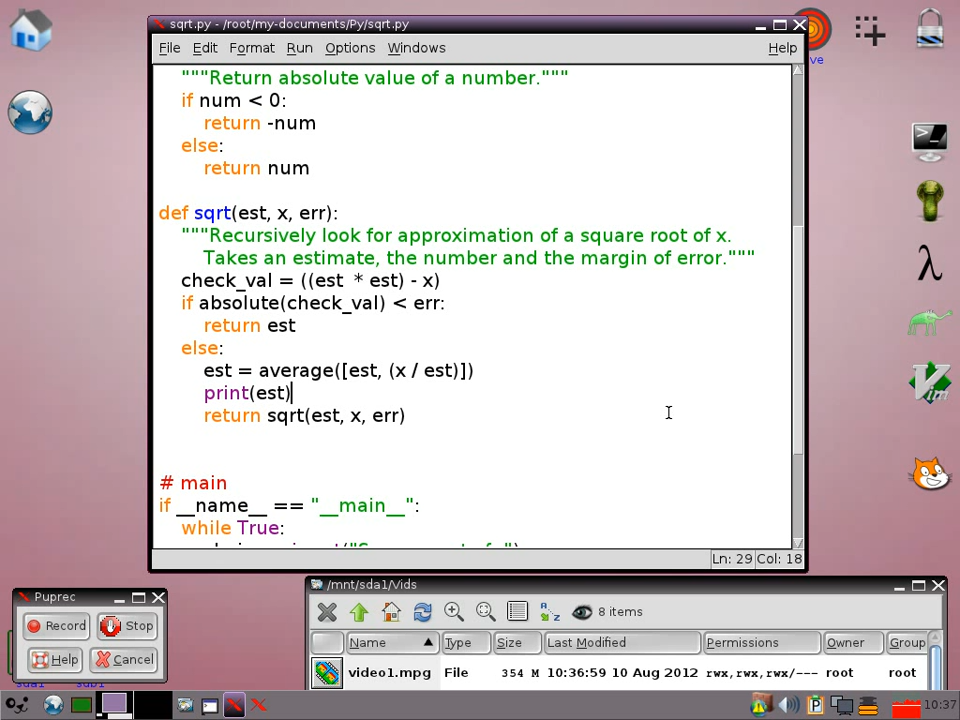 sqrt.py - /root/my-documents/Py/sqrt.py
File Edit Format Run Options Windows Help
"""Return absolute value of a number."""
if num < 0:
return -num
else:
return num
def sqrt(est, x, err):
"""Recursively look for approximation of a square root of x.
Takes an estimate, the number and the margin of error."""
check_val = ((est  * est) - x)
if absolute(check_val) < err:
return est
else:
est = average([est, (x / est)])
print(est)
return sqrt(est, x, err)
# main
if __name__ == "__main__":
while True:
Ln: 29 Col: 18
Puprec
Record Stop
Help Cancel
/mnt/sda1/Vids
8 items
Name Type Size Last Modified Permissions Owner Group
video1.mpg File 354 M 10:36:59 10 Aug 2012 rwx,rwx,rwx/--- root root
10:37